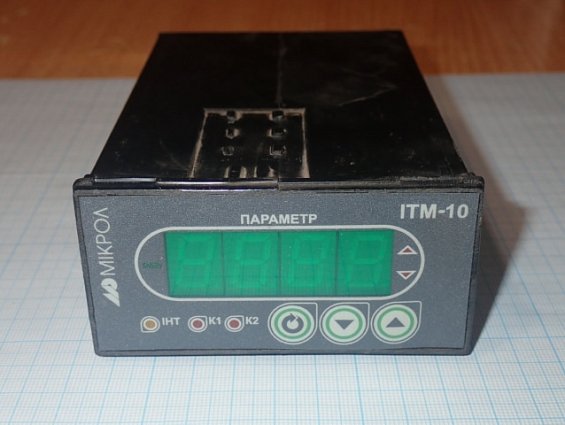 МІКРОЛ
ПАРАМЕТР
ІТМ-10
ІНТ
К1
К2